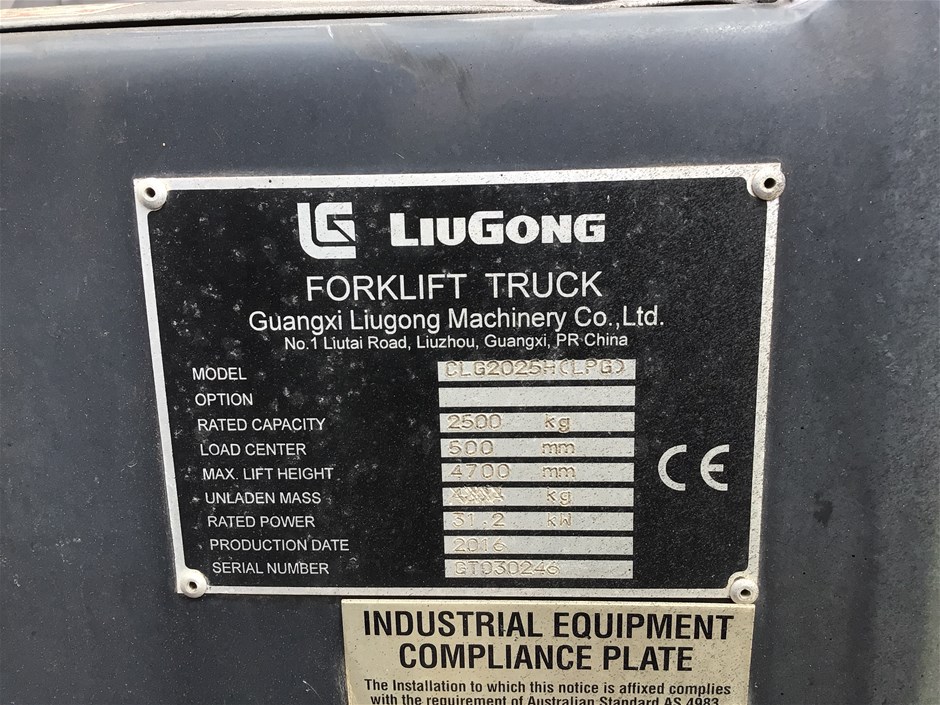 LG LIUGONG
FORKLIFT TRUCK
Guangxi Liugong Machinery Co.,Ltd.
No.1 Liutai Road, Liuzhou, Guangxi, PR China
MODEL CLG2025H(LPG)
OPTION
RATED CAPACITY 2500 kg
LOAD CENTER 500 mm
MAX. LIFT HEIGHT 4700 mm
UNLADEN MASS kg
RATED POWER 31.2 kW
PRODUCTION DATE 2016
SERIAL NUMBER GT030246
CE
INDUSTRIAL EQUIPMENT
COMPLIANCE PLATE
The Installation to which this notice is affixed complies
with the requirement of Australian Standard AS 4983